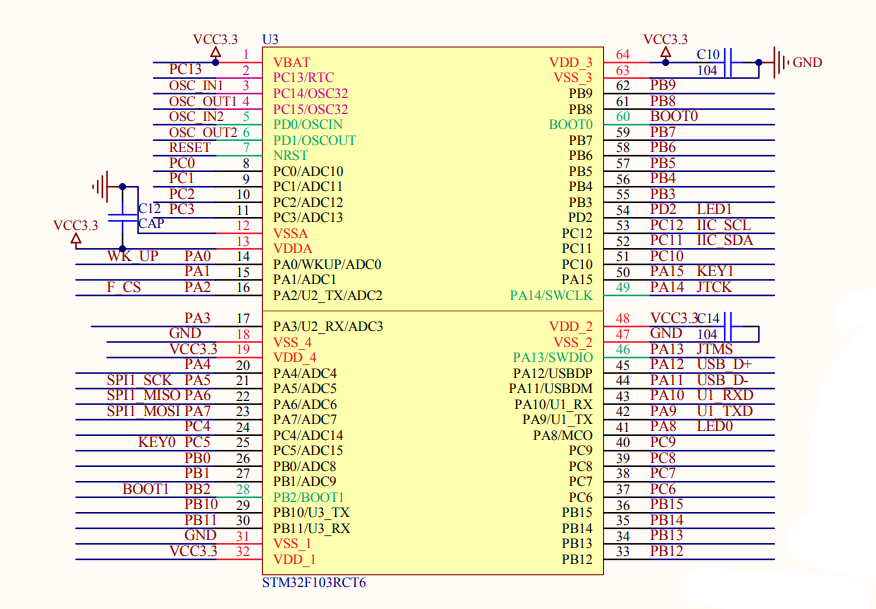 VCC3.3 U3 VCC3.3
1 VBAT VDD_3 64 C10 GND
PC13 2 PC13/RTC VSS_3 63 104
OSC_IN1 3 PC14/OSC32 PB9 62 PB9
OSC_OUT1 4 PC15/OSC32 PB8 61 PB8
OSC_IN2 5 PD0/OSCIN BOOT0 60 BOOT0
OSC_OUT2 6 PD1/OSCOUT PB7 59 PB7
RESET 7 NRST PB6 58 PB6
PC0 8 PC0/ADC10 PB5 57 PB5
PC1 9 PC1/ADC11 PB4 56 PB4
PC2 10 PC2/ADC12 PB3 55 PB3
C12 PC3 11 PC3/ADC13 PD2 54 PD2 LED1
VCC3.3 CAP 12 VSSA PC12 53 PC12 IIC_SCL
13 VDDA PC11 52 PC11 IIC_SDA
WK_UP PA0 14 PA0/WKUP/ADC0 PC10 51 PC10
PA1 15 PA1/ADC1 PA15 50 PA15 KEY1
F_CS PA2 16 PA2/U2_TX/ADC2 PA14/SWCLK 49 PA14 JTCK
PA3 17 PA3/U2_RX/ADC3 VDD_2 48 VCC3.3 C14
GND 18 VSS_4 VSS_2 47 GND 104
VCC3.3 19 VDD_4 PA13/SWDIO 46 PA13 JTMS
PA4 20 PA4/ADC4 PA12/USBDP 45 PA12 USB_D+
SPI1_SCK PA5 21 PA5/ADC5 PA11/USBDM 44 PA11 USB_D-
SPI1_MISO PA6 22 PA6/ADC6 PA10/U1_RX 43 PA10 U1_RXD
SPI1_MOSI PA7 23 PA7/ADC7 PA9/U1_TX 42 PA9 U1_TXD
PC4 24 PC4/ADC14 PA8/MCO 41 PA8 LED0
KEY0 PC5 25 PC5/ADC15 PC9 40 PC9
PB0 26 PB0/ADC8 PC8 39 PC8
PB1 27 PB1/ADC9 PC7 38 PC7
BOOT1 PB2 28 PB2/BOOT1 PC6 37 PC6
PB10 29 PB10/U3_TX PB15 36 PB15
PB11 30 PB11/U3_RX PB14 35 PB14
GND 31 VSS_1 PB13 34 PB13
VCC3.3 32 VDD_1 PB12 33 PB12
STM32F103RCT6